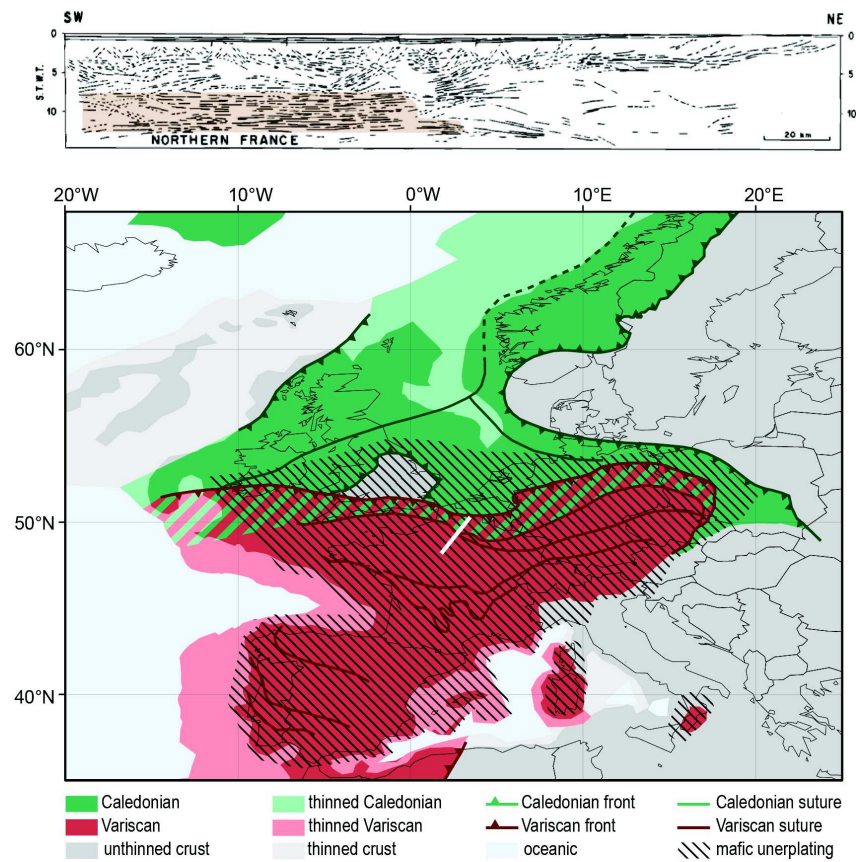 SW NE
0 0
5 5
10 10
S.T.W.T.
NORTHERN FRANCE 20 km
20°W 10°W 0°W 10°E 20°E
60°N
50°N
40°N
Caledonian thinned Caledonian Caledonian front Caledonian suture
Variscan thinned Variscan Variscan front Variscan suture
unthinned crust thinned crust oceanic mafic unerplating